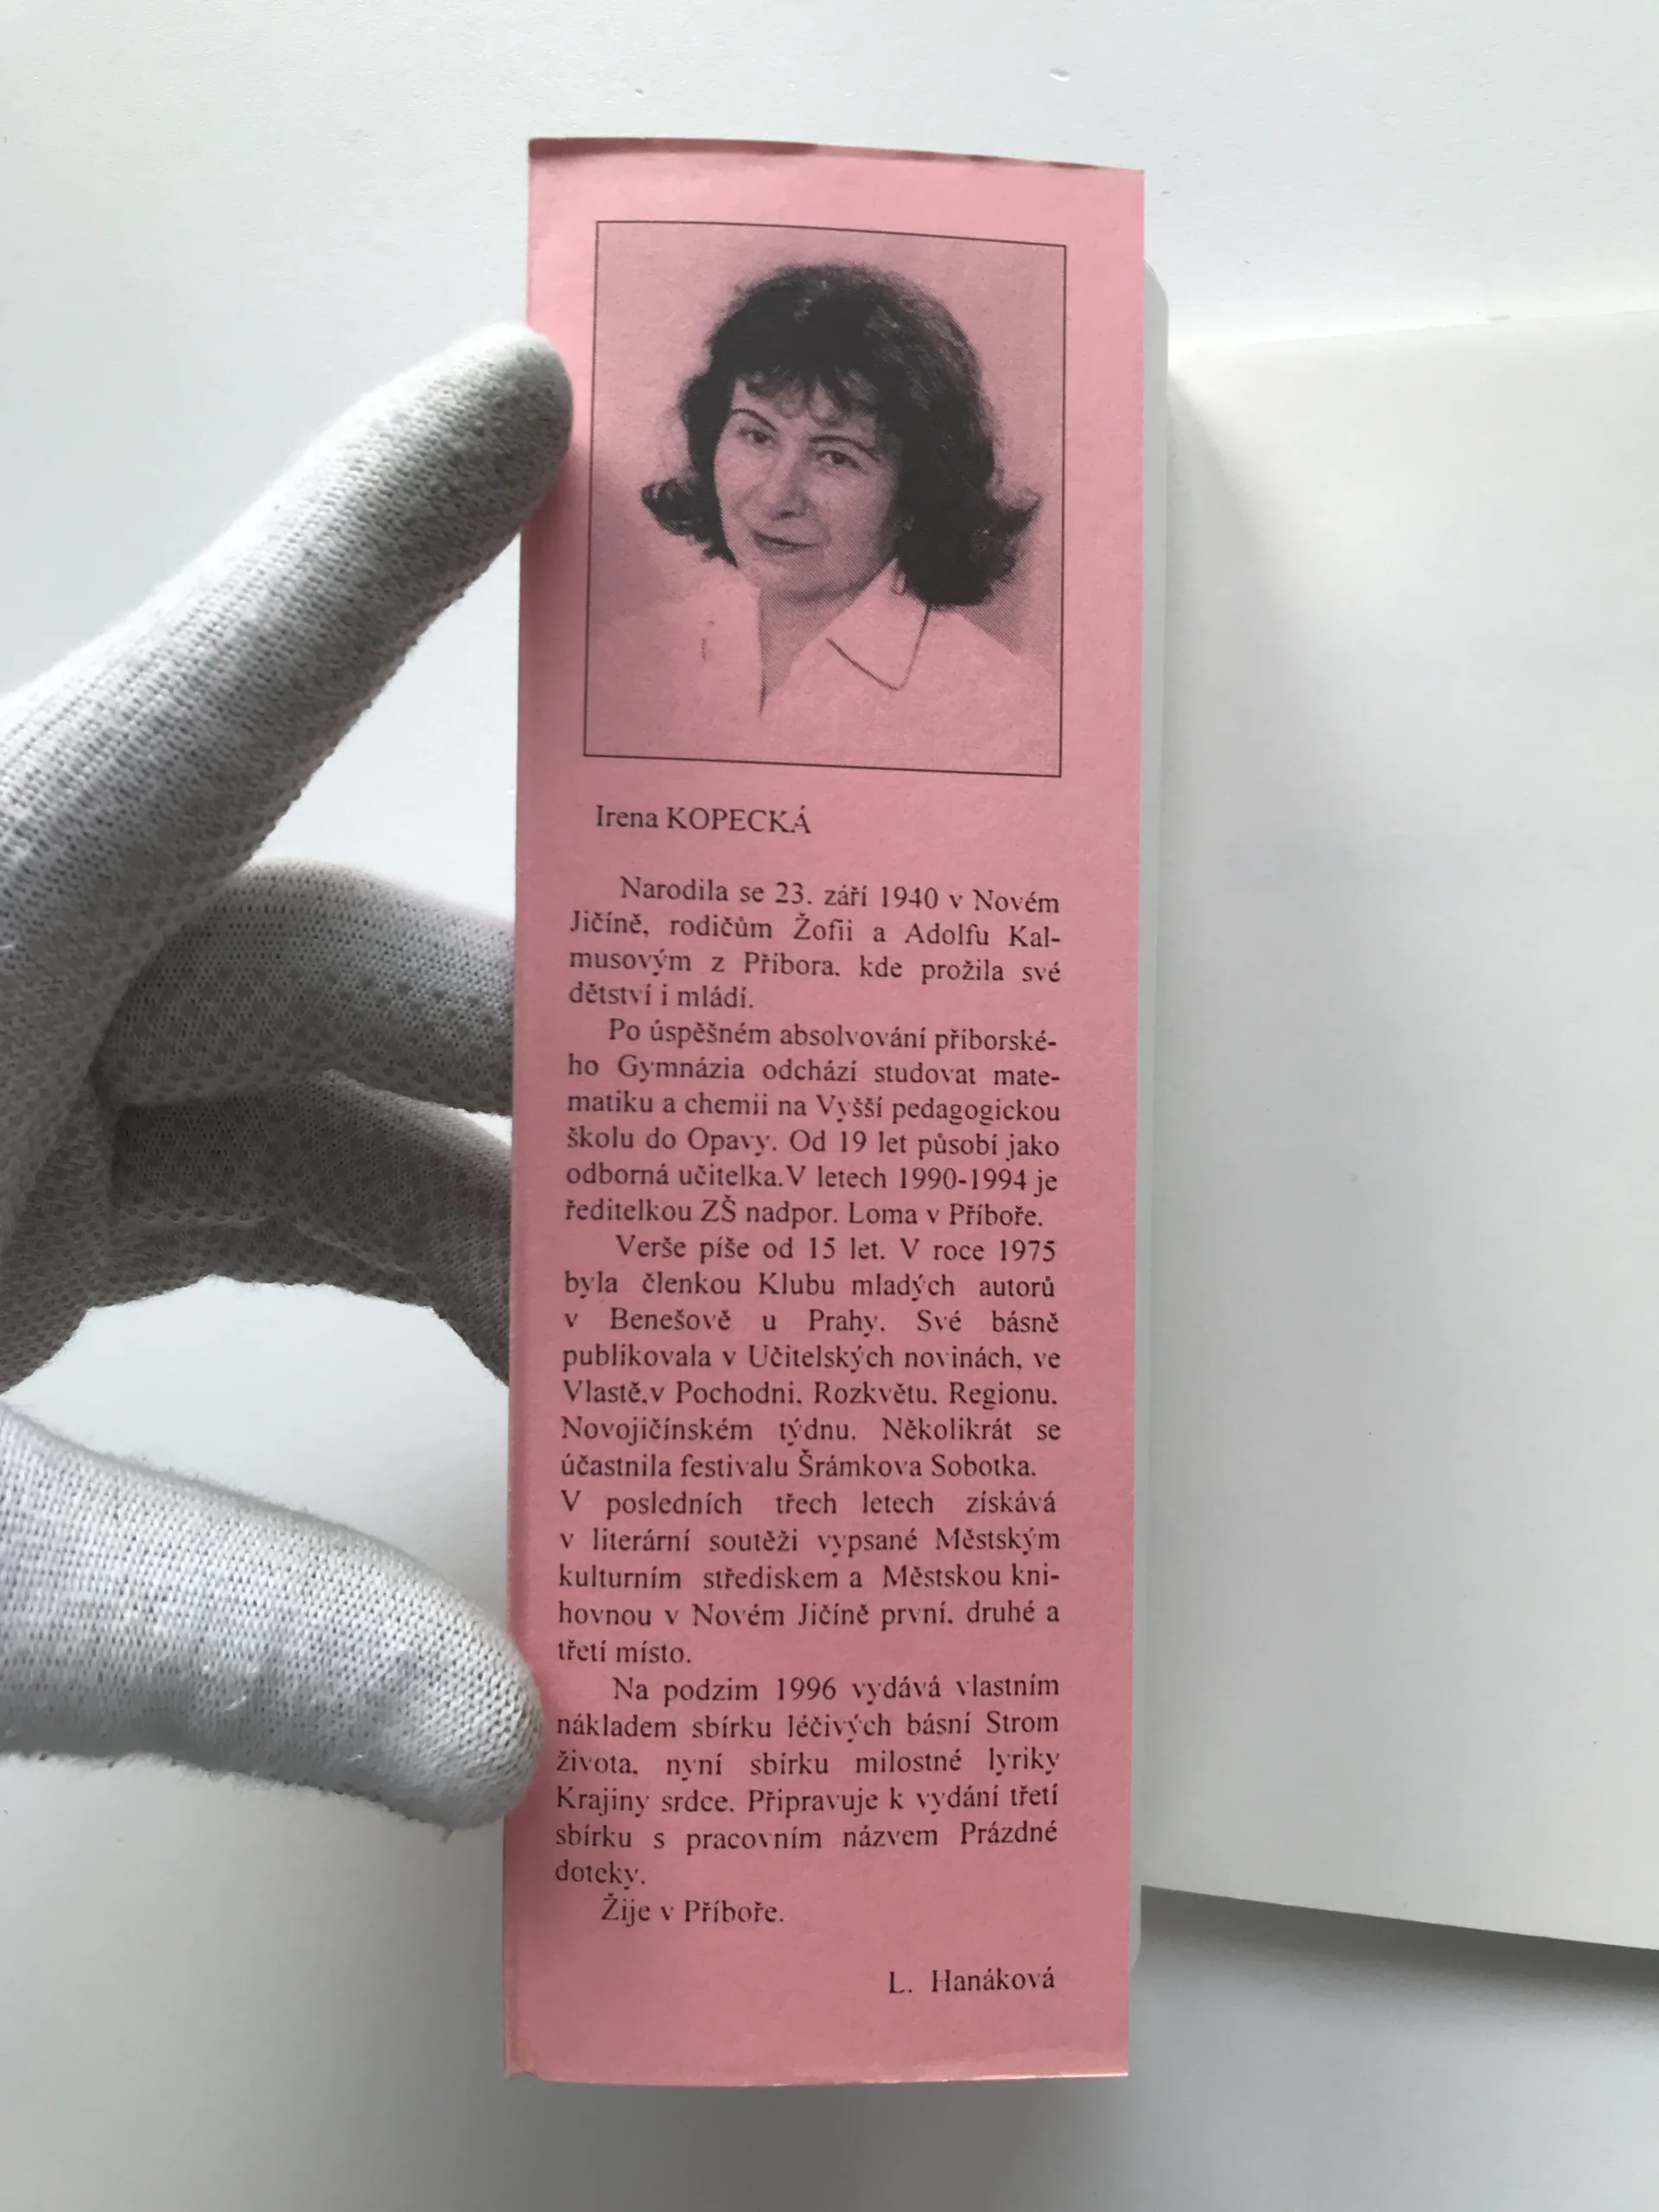 Irena KOPECKÁ
Narodila se 23. září 1940 v Novém
Jičíně, rodičům Žofii a Adolfu Kal-
musovým z Příbora, kde prožila své
dětství i mládí.
Po úspěšném absolvování příborské-
ho Gymnázia odchází studovat mate-
matiku a chemii na Vyšší pedagogickou
školu do Opavy. Od 19 let působí jako
odborná učitelka.V letech 1990-1994 je
ředitelkou ZŠ nadpor. Loma v Příboře.
Verše píše od 15 let. V roce 1975
byla členkou Klubu mladých autorů
v Benešově u Prahy. Své básně
publikovala v Učitelských novinách, ve
Vlastě,v Pochodni, Rozkvětu, Regionu,
Novojičínském týdnu. Několikrát se
účastnila festivalu Šrámkova Sobotka.
V posledních třech letech získává
v literární soutěži vypsané Městským
kulturním střediskem a Městskou kni-
hovnou v Novém Jičíně první, druhé a
třetí místo.
Na podzim 1996 vydává vlastním
nákladem sbírku léčivých básní Strom
života, nyní sbírku milostné lyriky
Krajiny srdce. Připravuje k vydání třetí
sbírku s pracovním názvem Prázdné
doteky.
Žije v Příboře.
L. Hanáková